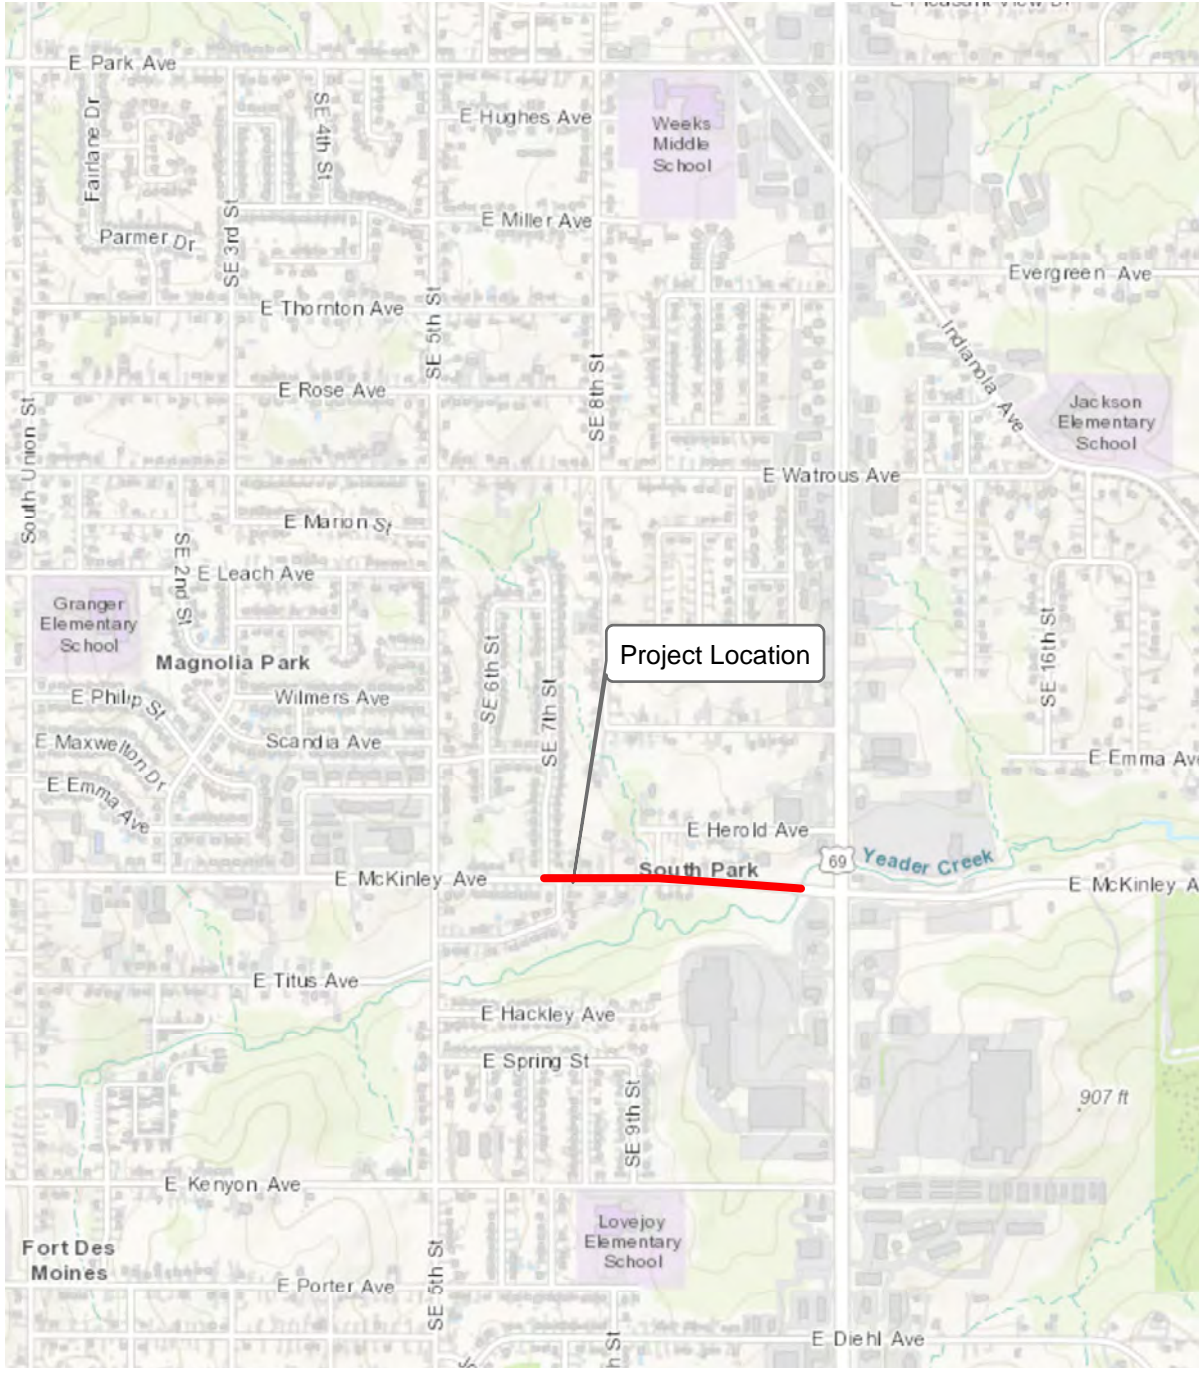 E Pleasant View Dr
E Park Ave
Fairlane Dr
SE 4th St
E Hughes Ave
Weeks
Middle
School
Parmer Dr
SE 3rd St
E Miller Ave
Evergreen Ave
E Thornton Ave
SE 5th St
Indianola Ave
E Rose Ave
SE 8th St
Jackson
Elementary
School
South Union St
E Watrous Ave
E Marion St
SE 2nd St
E Leach Ave
Granger
Elementary
School
Magnolia Park
SE 6th St
SE 7th St
Project Location
SE 16th St
E Philip St
Wilmers Ave
E Maxwelton Dr
Scandia Ave
E Emma Ave
E Emma Av
E Herold Ave
South Park
69
Yeader Creek
E McKinley Ave
E McKinley A
E Titus Ave
E Hackley Ave
E Spring St
SE 9th St
907 ft
E Kenyon Ave
Lovejoy
Elementary
School
Fort Des
Moines
SE 5th St
E Porter Ave
E Diehl Ave
h St